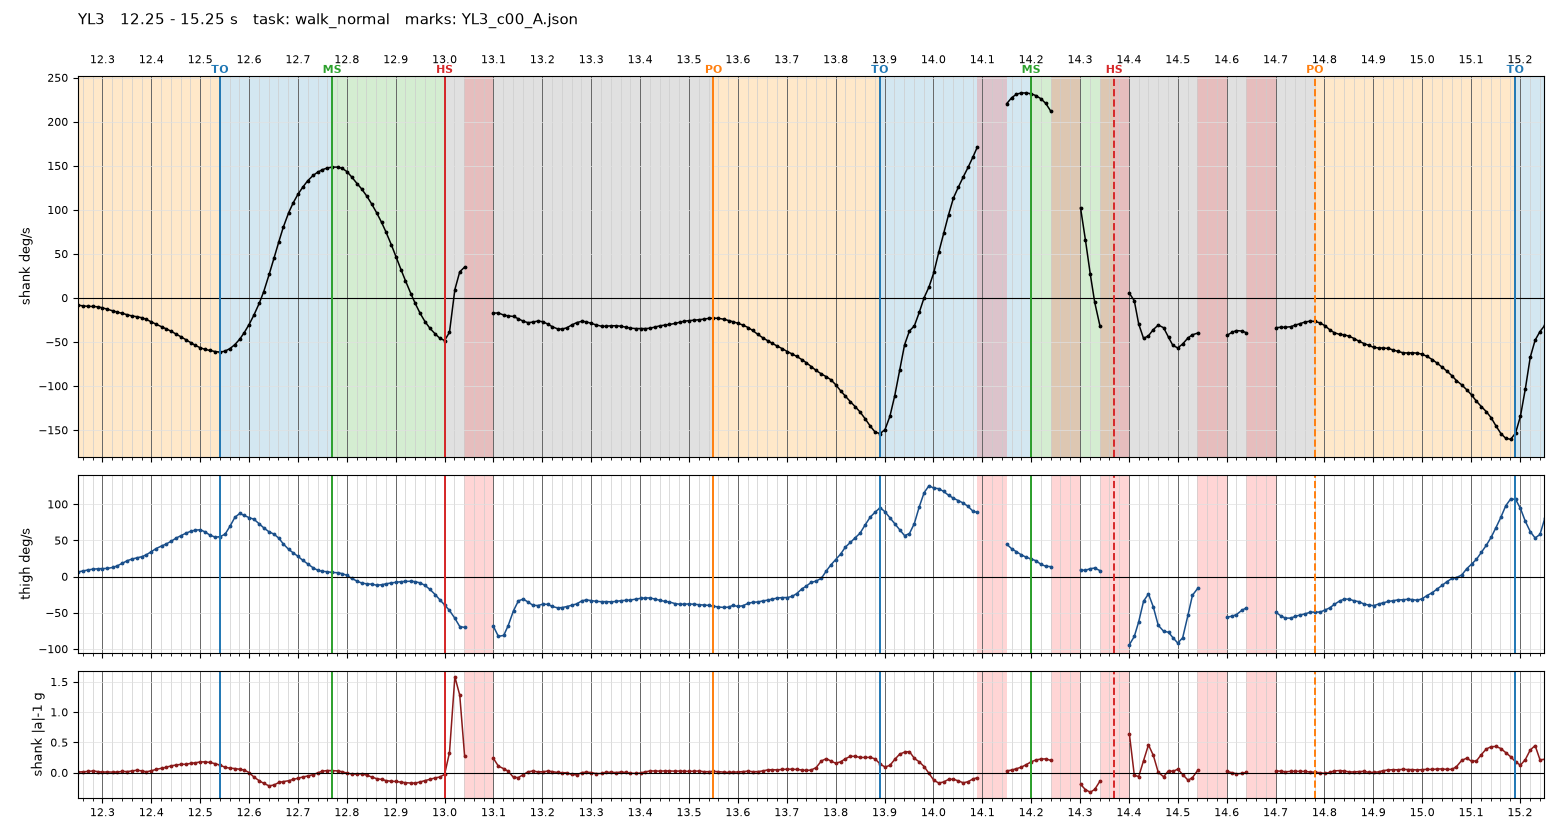 YL3   12.25 - 15.25 s   task: walk_normal   marks: YL3_c00_A.json
12.3 12.4 12.5 12.6 12.7 12.8 12.9 13.0 13.1 13.2 13.3 13.4 13.5 13.6 13.7 13.8 13.9 14.0 14.1 14.2 14.3 14.4 14.5 14.6 14.7 14.8 14.9 15.0 15.1 15.2
TO MS HS PO TO MS HS PO TO
shank deg/s
250
200
150
100
50
0
−50
−100
−150
thigh deg/s
100
50
0
−50
−100
shank |a|-1 g
1.5
1.0
0.5
0.0
12.3 12.4 12.5 12.6 12.7 12.8 12.9 13.0 13.1 13.2 13.3 13.4 13.5 13.6 13.7 13.8 13.9 14.0 14.1 14.2 14.3 14.4 14.5 14.6 14.7 14.8 14.9 15.0 15.1 15.2